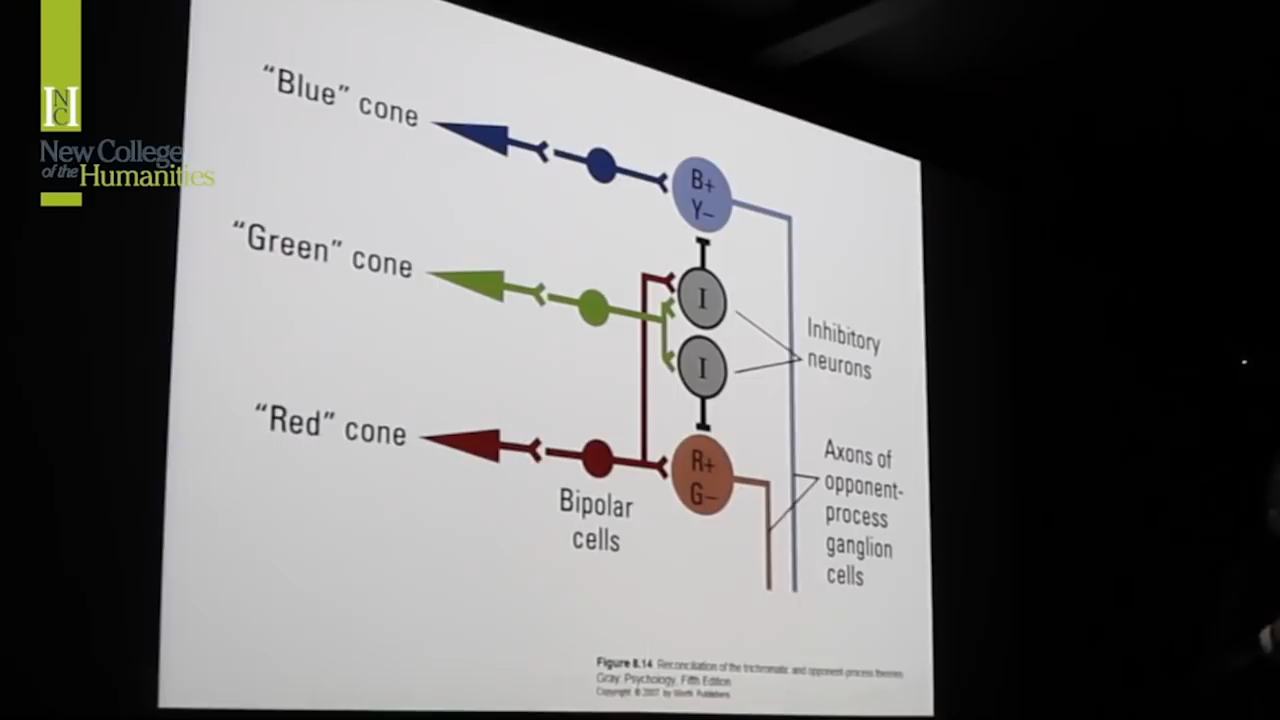 NCH
New College
of the Humanities
"Blue" cone
B+
Y–
"Green" cone
I
Inhibitory
neurons
I
"Red" cone
R+
G–
Bipolar
cells
Axons of
opponent-
process
ganglion
cells
Figure 8.14 Reconciliation of the trichromatic and opponent-process theories
Gray: Psychology, Fifth Edition
Copyright © 2007 by Worth Publishers